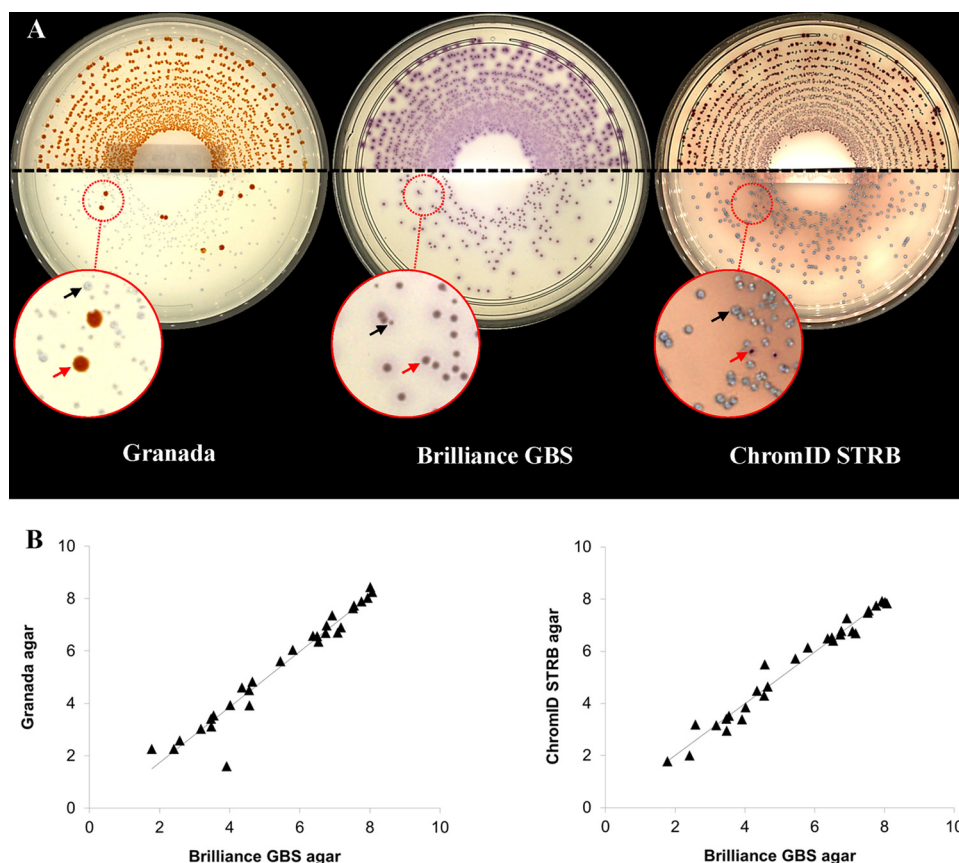 A
Granada
Brilliance GBS
ChromID STRB
B
10
8
6
4
2
0
Granada agar
0 2 4 6 8 10
Brilliance GBS agar
10
8
6
4
2
0
ChromID STRB agar
0 2 4 6 8 10
Brilliance GBS agar